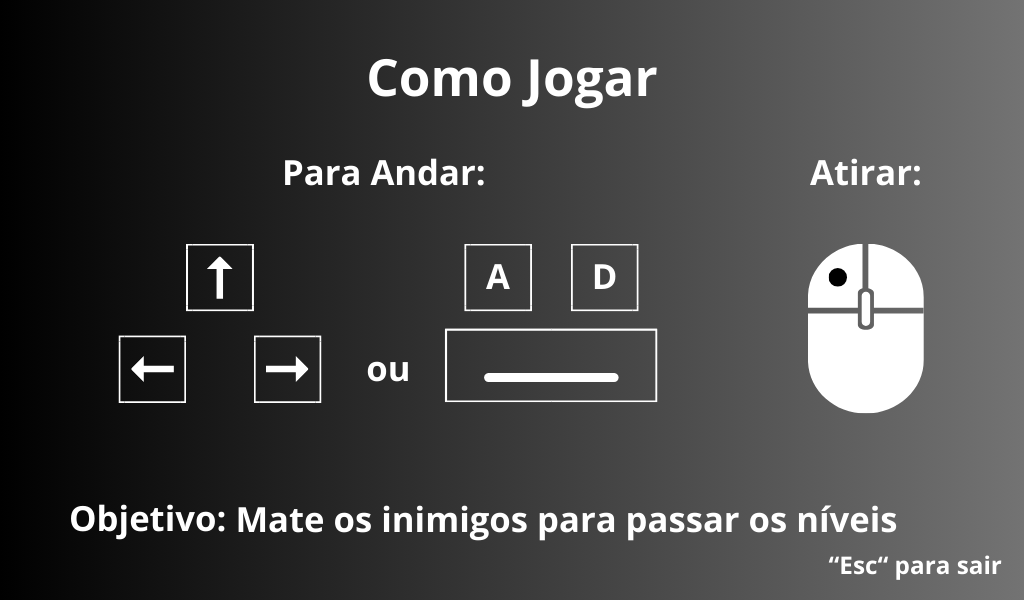 Como Jogar
Para Andar:
Atirar:
A D
ou
Objetivo: Mate os inimigos para passar os níveis
“Esc“ para sair